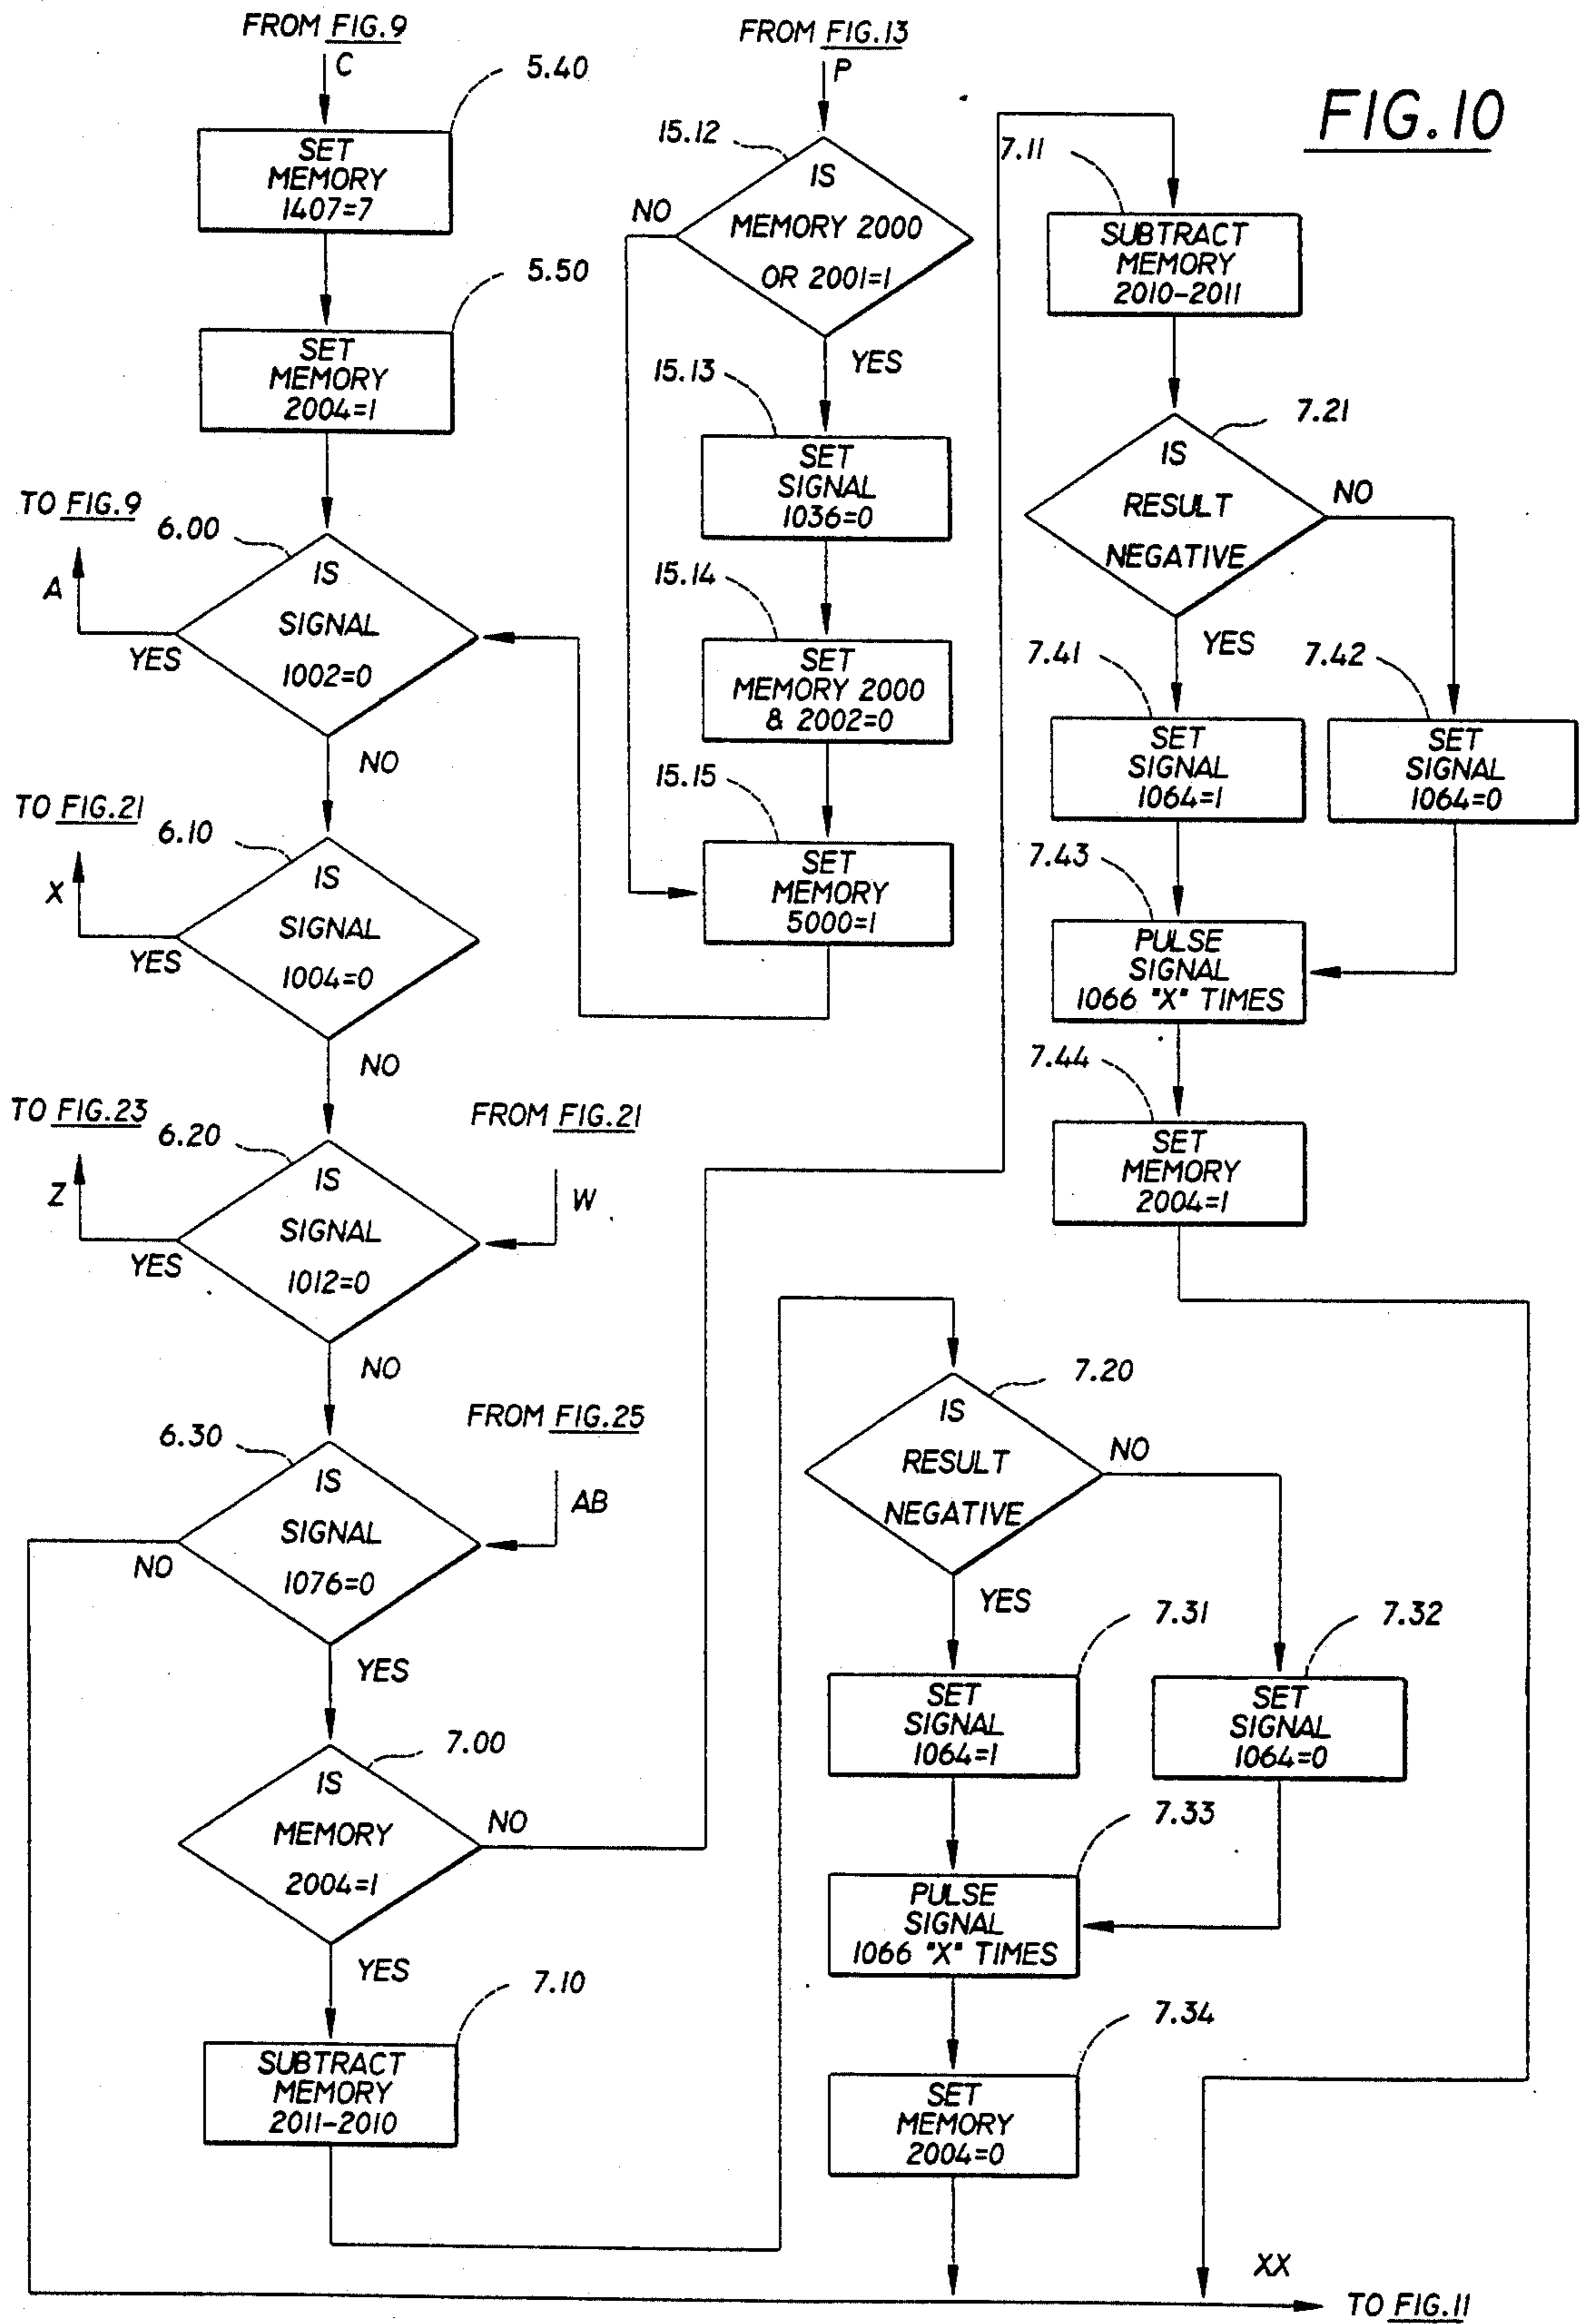 FROM FIG.9
C
5.40
SET
MEMORY
1407=7
5.50
SET
MEMORY
2004=1
TO FIG.9
A
6.00
IS
SIGNAL
1002=0
YES
NO
TO FIG.21
X
6.10
IS
SIGNAL
1004=0
YES
NO
TO FIG.23
Z
6.20
IS
SIGNAL
1012=0
YES
FROM FIG.21
W
NO
6.30
IS
SIGNAL
1076=0
NO
FROM FIG.25
AB
YES
7.00
IS
MEMORY
2004=1
NO
YES
7.10
SUBTRACT
MEMORY
2011-2010
FROM FIG.13
P
15.12
IS
MEMORY 2000
OR 2001=1
NO
YES
15.13
SET
SIGNAL
1036=0
15.14
SET
MEMORY 2000
& 2002=0
15.15
SET
MEMORY
5000=1
FIG.10
7.11
SUBTRACT
MEMORY
2010-2011
7.21
IS
RESULT
NEGATIVE
NO
YES
7.41
SET
SIGNAL
1064=1
7.42
SET
SIGNAL
1064=0
7.43
PULSE
SIGNAL
1066 "X" TIMES
7.44
SET
MEMORY
2004=1
7.20
IS
RESULT
NEGATIVE
NO
YES
7.31
SET
SIGNAL
1064=1
7.32
SET
SIGNAL
1064=0
7.33
PULSE
SIGNAL
1066 "X" TIMES
7.34
SET
MEMORY
2004=0
XX
TO FIG.11